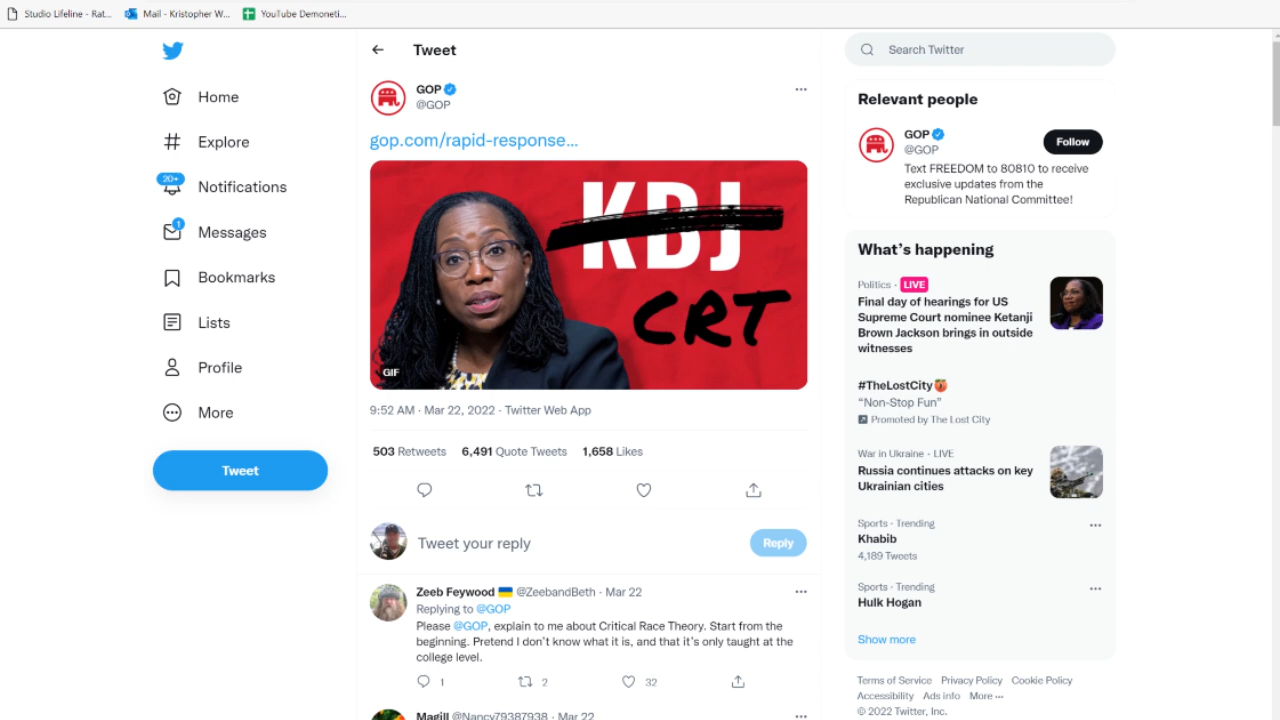 Studio Lifeline - Rat...
Mail - Kristopher W...
YouTube Demoneti...
Home
Explore
20+
Notifications
1
Messages
Bookmarks
Lists
Profile
More
Tweet
Tweet
GOP
@GOP
gop.com/rapid-response...
KBJ
CRT
GIF
9:52 AM · Mar 22, 2022 · Twitter Web App
503 Retweets 6,491 Quote Tweets 1,658 Likes
Tweet your reply
Reply
Zeeb Feywood @ZeebandBeth · Mar 22
Replying to @GOP
Please @GOP, explain to me about Critical Race Theory. Start from the
beginning. Pretend I don't know what it is, and that it's only taught at the
college level.
1 2 32
Magill @Nancy79387938 · Mar 22
Search Twitter
Relevant people
GOP
@GOP
Follow
Text FREEDOM to 80810 to receive
exclusive updates from the
Republican National Committee!
What's happening
Politics · LIVE
Final day of hearings for US
Supreme Court nominee Ketanji
Brown Jackson brings in outside
witnesses
#TheLostCity
“Non-Stop Fun”
Promoted by The Lost City
War in Ukraine · LIVE
Russia continues attacks on key
Ukrainian cities
Sports · Trending
Khabib
4,189 Tweets
Sports · Trending
Hulk Hogan
Show more
Terms of Service Privacy Policy Cookie Policy
Accessibility Ads info More ···
© 2022 Twitter, Inc.